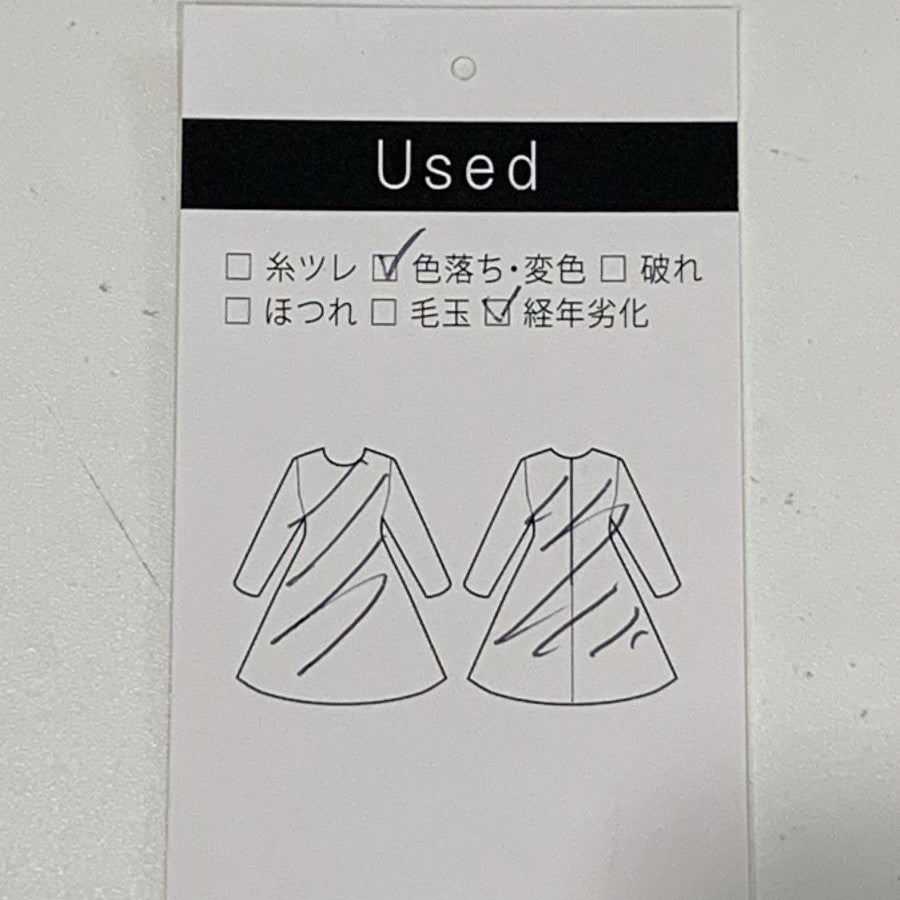 Used
□ 糸ツレ ☑ 色落ち・変色 □ 破れ
□ ほつれ □ 毛玉 ☑ 経年劣化